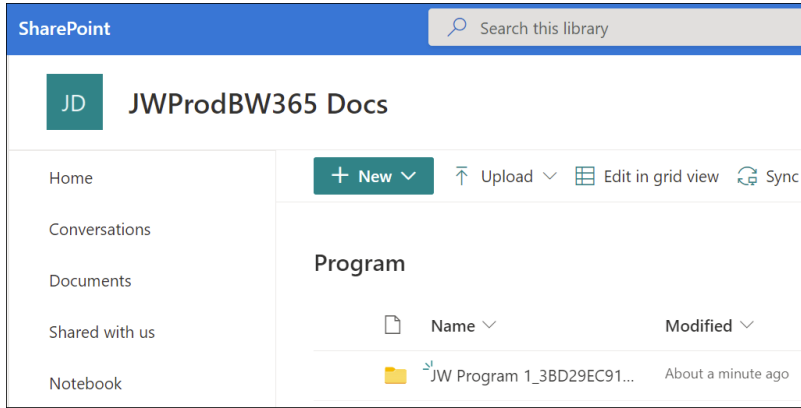 SharePoint
Search this library
JD
JWProdBW365 Docs
Home
Conversations
Documents
Shared with us
Notebook
New
Upload
Edit in grid view
Sync
Program
Name
Modified
JW Program 1_3BD29EC91...
About a minute ago